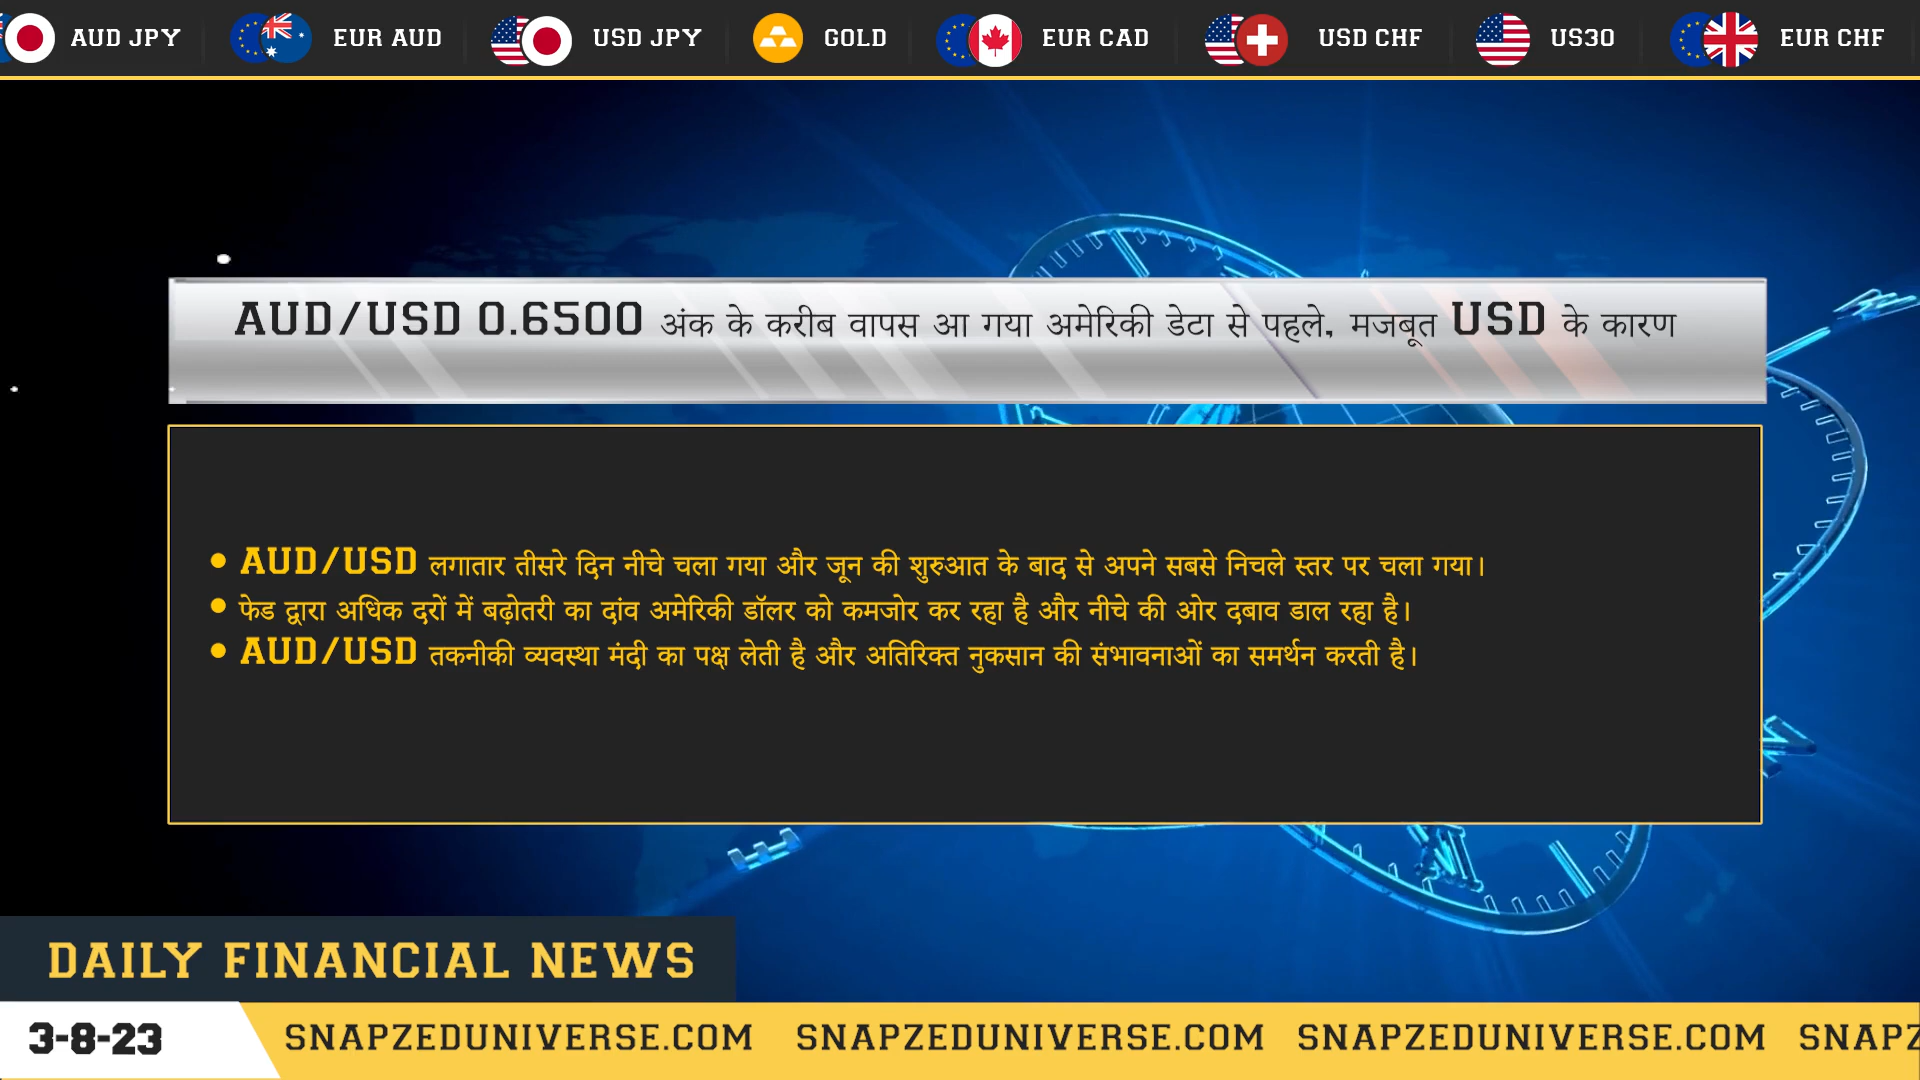 AUD JPY EUR AUD USD JPY GOLD EUR CAD USD CHF US30 EUR CHF
AUD/USD 0.6500 अंक के करीब वापस आ गया अमेरिकी डेटा से पहले, मजबूत USD के कारण
• AUD/USD लगातार तीसरे दिन नीचे चला गया और जून की शुरुआत के बाद से अपने सबसे निचले स्तर पर चला गया।
• फेड द्वारा अधिक दरों में बढ़ोतरी का दांव अमेरिकी डॉलर को कमजोर कर रहा है और नीचे की ओर दबाव डाल रहा है।
• AUD/USD तकनीकी व्यवस्था मंदी का पक्ष लेती है और अतिरिक्त नुकसान की संभावनाओं का समर्थन करती है।
DAILY FINANCIAL NEWS
3-8-23 SNAPZEDUNIVERSE.COM SNAPZEDUNIVERSE.COM SNAPZEDUNIVERSE.COM SNAPZ